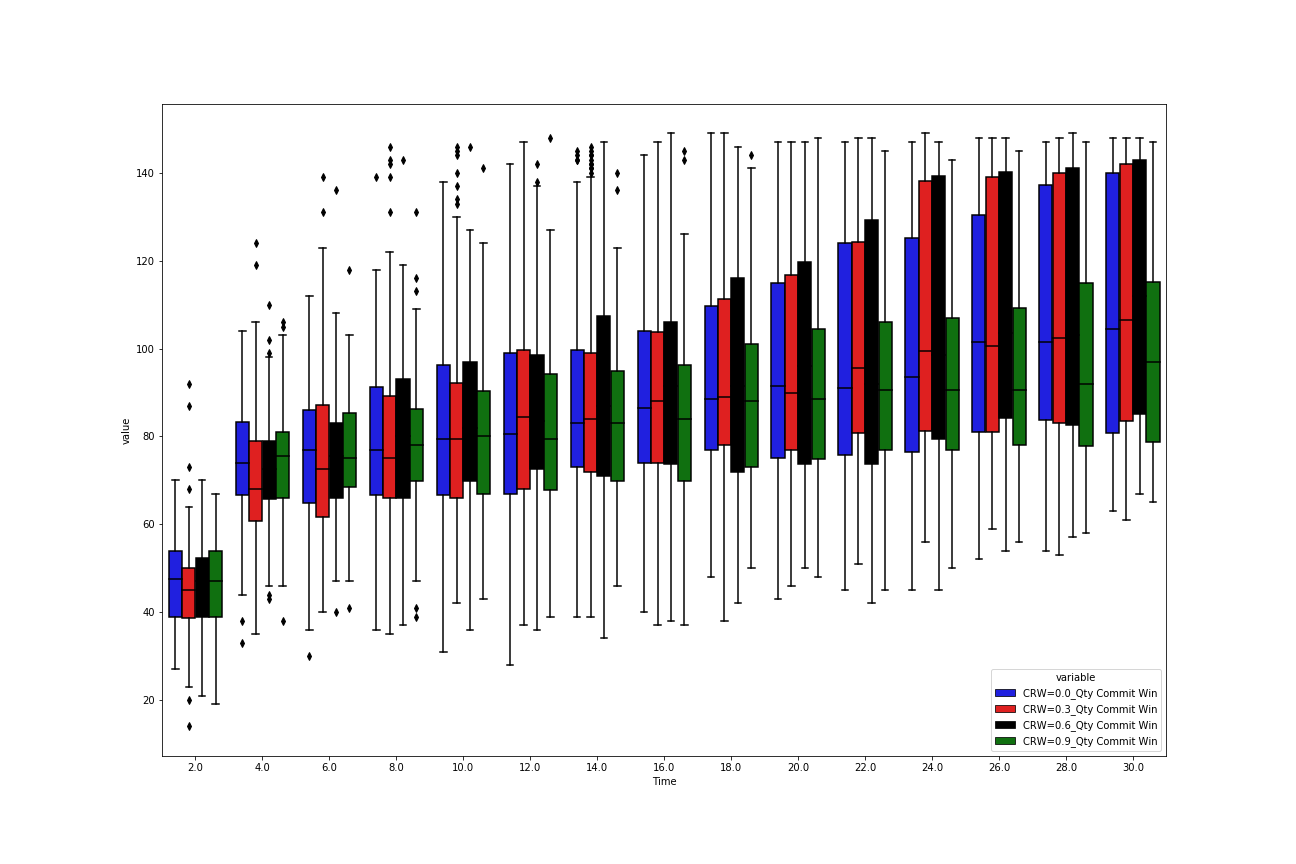 140
120
100
80
60
40
20
value
2.0 4.0 6.0 8.0 10.0 12.0 14.0 16.0 18.0 20.0 22.0 24.0 26.0 28.0 30.0
Time
variable
CRW=0.0_Qty Commit Win
CRW=0.3_Qty Commit Win
CRW=0.6_Qty Commit Win
CRW=0.9_Qty Commit Win